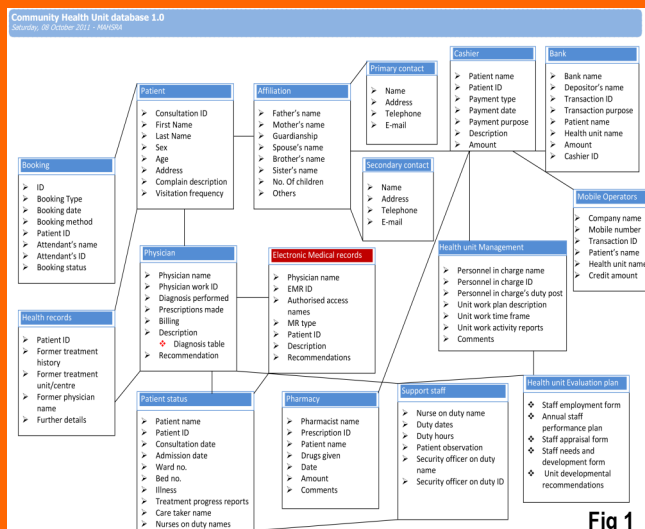 Community Health Unit database 1.0
Saturday, 08 October 2011 - MAHSRA
Patient
Consultation ID
First Name
Last Name
Sex
Age
Address
Complain description
Visitation frequency
Affiliation
Father's name
Mother's name
Guardianship
Spouse's name
Brother's name
Sister's name
No. Of children
Others
Primary contact
Name
Address
Telephone
E-mail
Cashier
Patient name
Patient ID
Payment type
Payment date
Payment purpose
Description
Amount
Bank
Bank name
Depositor's name
Transaction ID
Transaction purpose
Patient name
Health unit name
Amount
Cashier ID
Booking
ID
Booking Type
Booking date
Booking method
Patient ID
Attendant's name
Attendant's ID
Booking status
Secondary contact
Name
Address
Telephone
E-mail
Mobile Operators
Company name
Mobile number
Transaction ID
Patient's name
Health unit name
Credit amount
Physician
Physician name
Physician work ID
Diagnosis performed
Prescriptions made
Billing
Description
Diagnosis table
Recommendation
Electronic Medical records
Physician name
EMR ID
Authorised access
names
MR type
Patient ID
Description
Recommendations
Health unit Management
Personnel in charge name
Personnel in charge ID
Personnel in charge's duty post
Unit work plan description
Unit work time frame
Unit work activity reports
Comments
Health records
Patient ID
Former treatment
history
Former treatment
unit/centre
Former physician
name
Further details
Patient status
Patient name
Patient ID
Consultation date
Admission date
Ward no.
Bed no.
Illness
Treatment progress reports
Care taker name
Nurses on duty names
Pharmacy
Pharmacist name
Prescription ID
Patient name
Drugs given
Date
Amount
Comments
Support staff
Nurse on duty name
Duty dates
Duty hours
Patient observation
Security officer on duty
name
Security officer on duty ID
Health unit Evaluation plan
Staff employment form
Annual staff
performance plan
Staff appraisal form
Staff needs and
development form
Unit developmental
recommendations
Fig 1